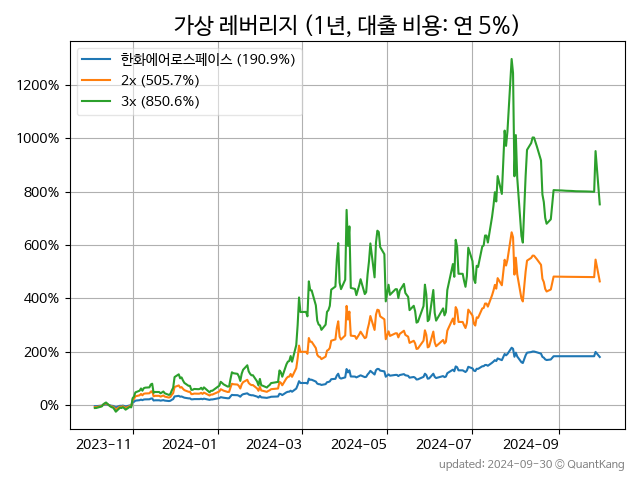 가상 레버리지 (1년, 대출 비용: 연 5%)
한화에어로스페이스 (190.9%)
2x (505.7%)
3x (850.6%)
1200%
1000%
800%
600%
400%
200%
0%
2023-11 2024-01 2024-03 2024-05 2024-07 2024-09
updated: 2024-09-30 © QuantKang